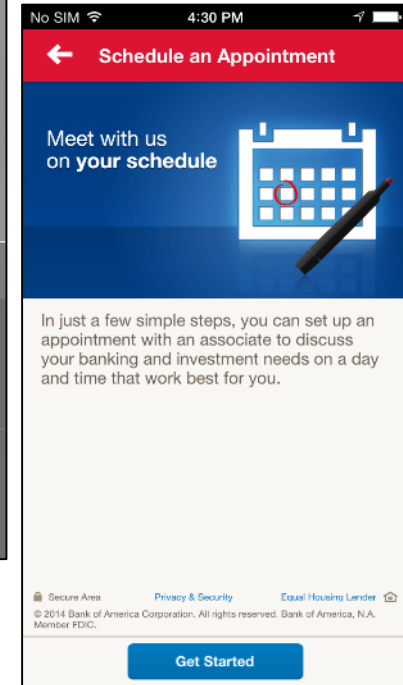 No SIM 4:30 PM
Schedule an Appointment
Meet with us
on your schedule
In just a few simple steps, you can set up an
appointment with an associate to discuss
your banking and investment needs on a day
and time that work best for you.
Secure Area Privacy & Security Equal Housing Lender
© 2014 Bank of America Corporation. All rights reserved. Bank of America, N.A.
Member FDIC.
Get Started